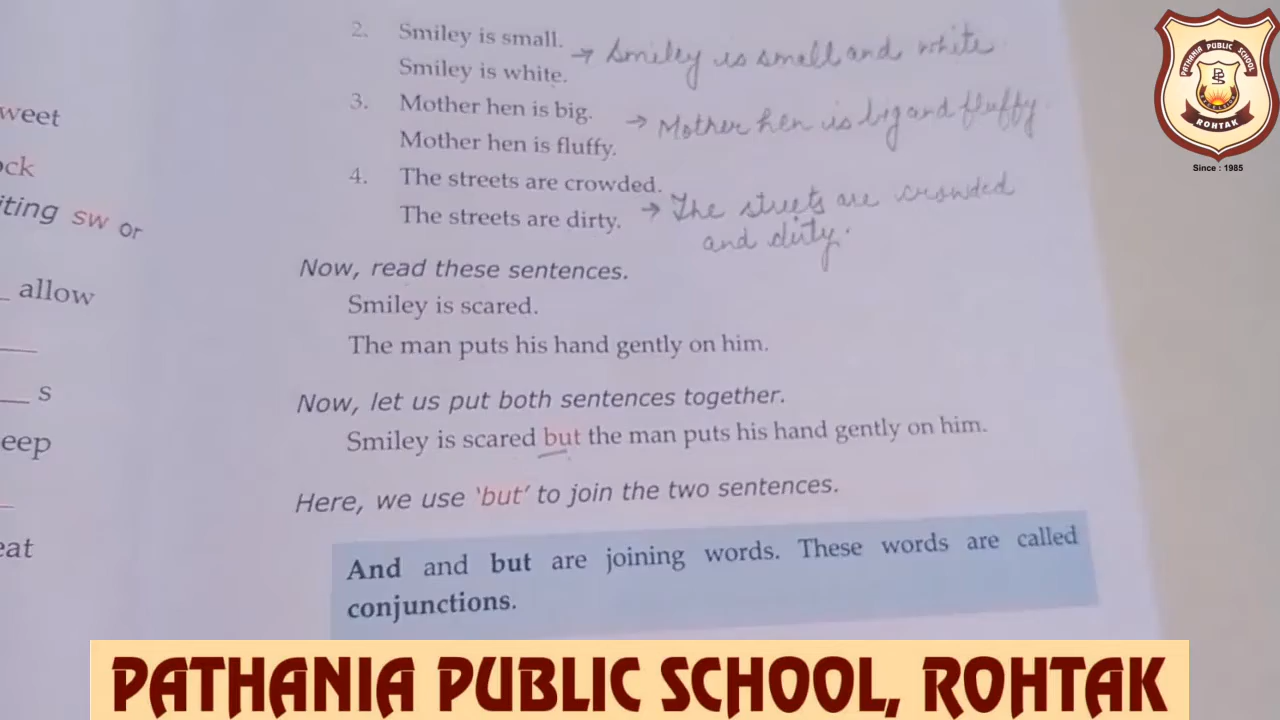 weet
ck
iting sw or
_ allow
___ s
eep
eat
2. Smiley is small.
Smiley is white.
→ Smiley is small and white
3. Mother hen is big.
Mother hen is fluffy.
→ Mother hen is big and fluffy.
4. The streets are crowded.
The streets are dirty.
→ The streets are crowded
and dirty.
Now, read these sentences.
Smiley is scared.
The man puts his hand gently on him.
Now, let us put both sentences together.
Smiley is scared but the man puts his hand gently on him.
Here, we use ‘but’ to join the two sentences.
And and but are joining words. These words are called
conjunctions.
PATHANIA PUBLIC SCHOOL
PS
ROHTAK
Since : 1985
PATHANIA PUBLIC SCHOOL, ROHTAK